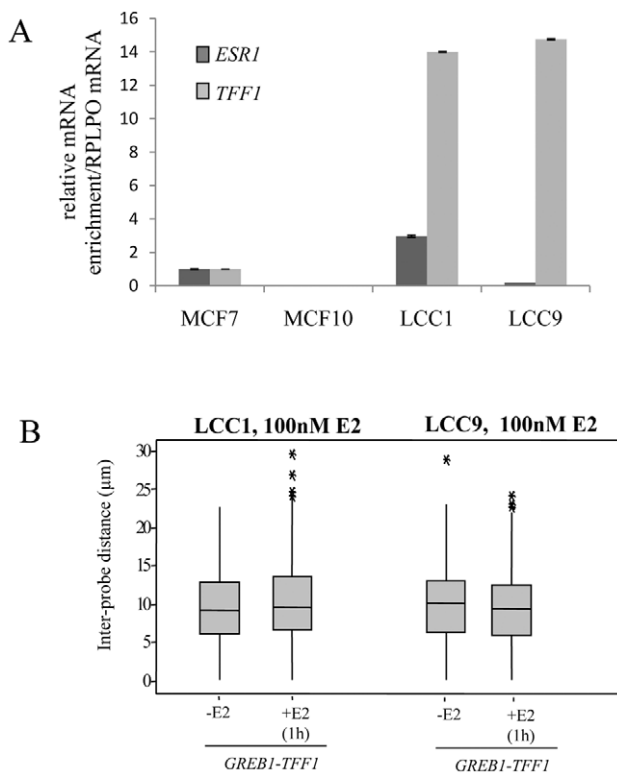 A
relative mRNA
enrichment/RPLPO mRNA
16
14
12
10
8
6
4
2
0
ESR1
TFF1
MCF7 MCF10 LCC1 LCC9
B
LCC1, 100nM E2 LCC9, 100nM E2
Inter-probe distance (µm)
30
25
20
15
10
5
0
-E2 +E2 -E2 +E2
(1h) (1h)
GREB1-TFF1 GREB1-TFF1